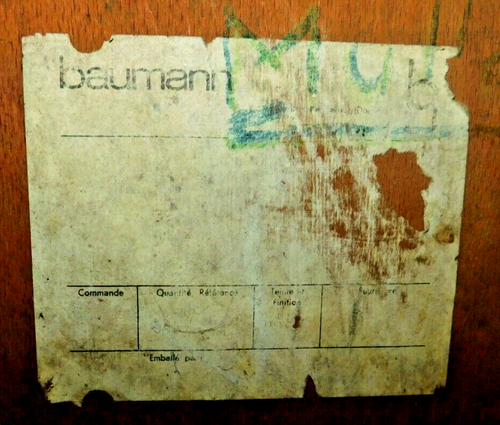 baumann b
Commande Quantité Référence Teinte et
Finition
Emballé par